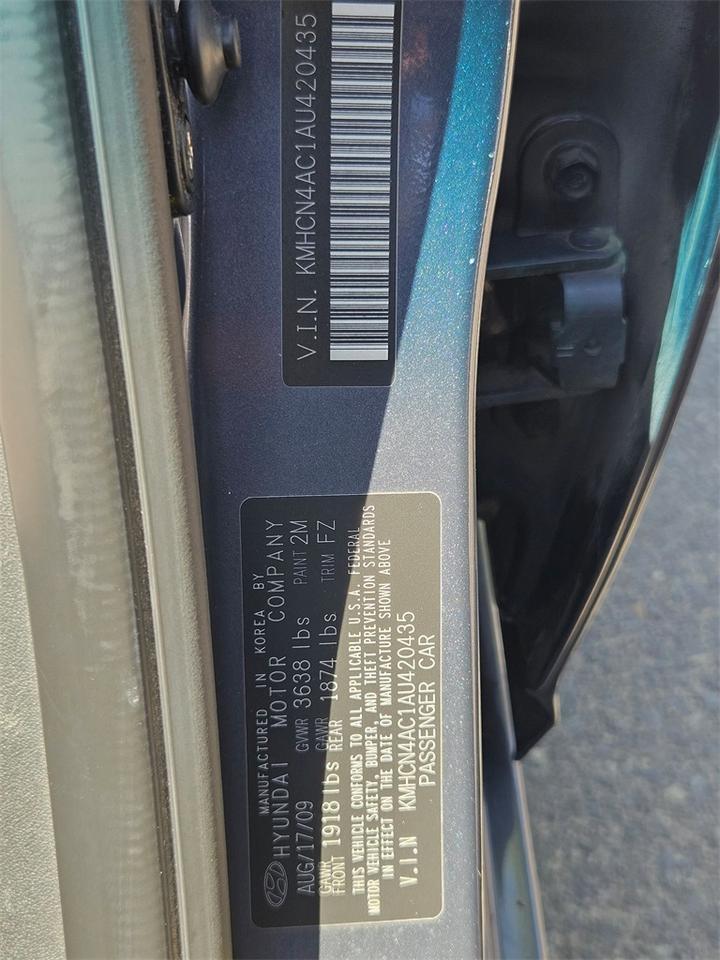 V.I.N. KMHCN4AC1AU420435
MANUFACTURED IN KOREA BY
HYUNDAI MOTOR COMPANY
AUG/17/09 GVWR 3638 lbs PAINT 2M
GAWR FRONT 1918 lbs GAWR REAR 1874 lbs TRIM FZ
THIS VEHICLE CONFORMS TO ALL APPLICABLE U.S.A. FEDERAL
MOTOR VEHICLE SAFETY, BUMPER, AND THEFT PREVENTION STANDARDS
IN EFFECT ON THE DATE OF MANUFACTURE SHOWN ABOVE
V.I.N KMHCN4AC1AU420435
PASSENGER CAR